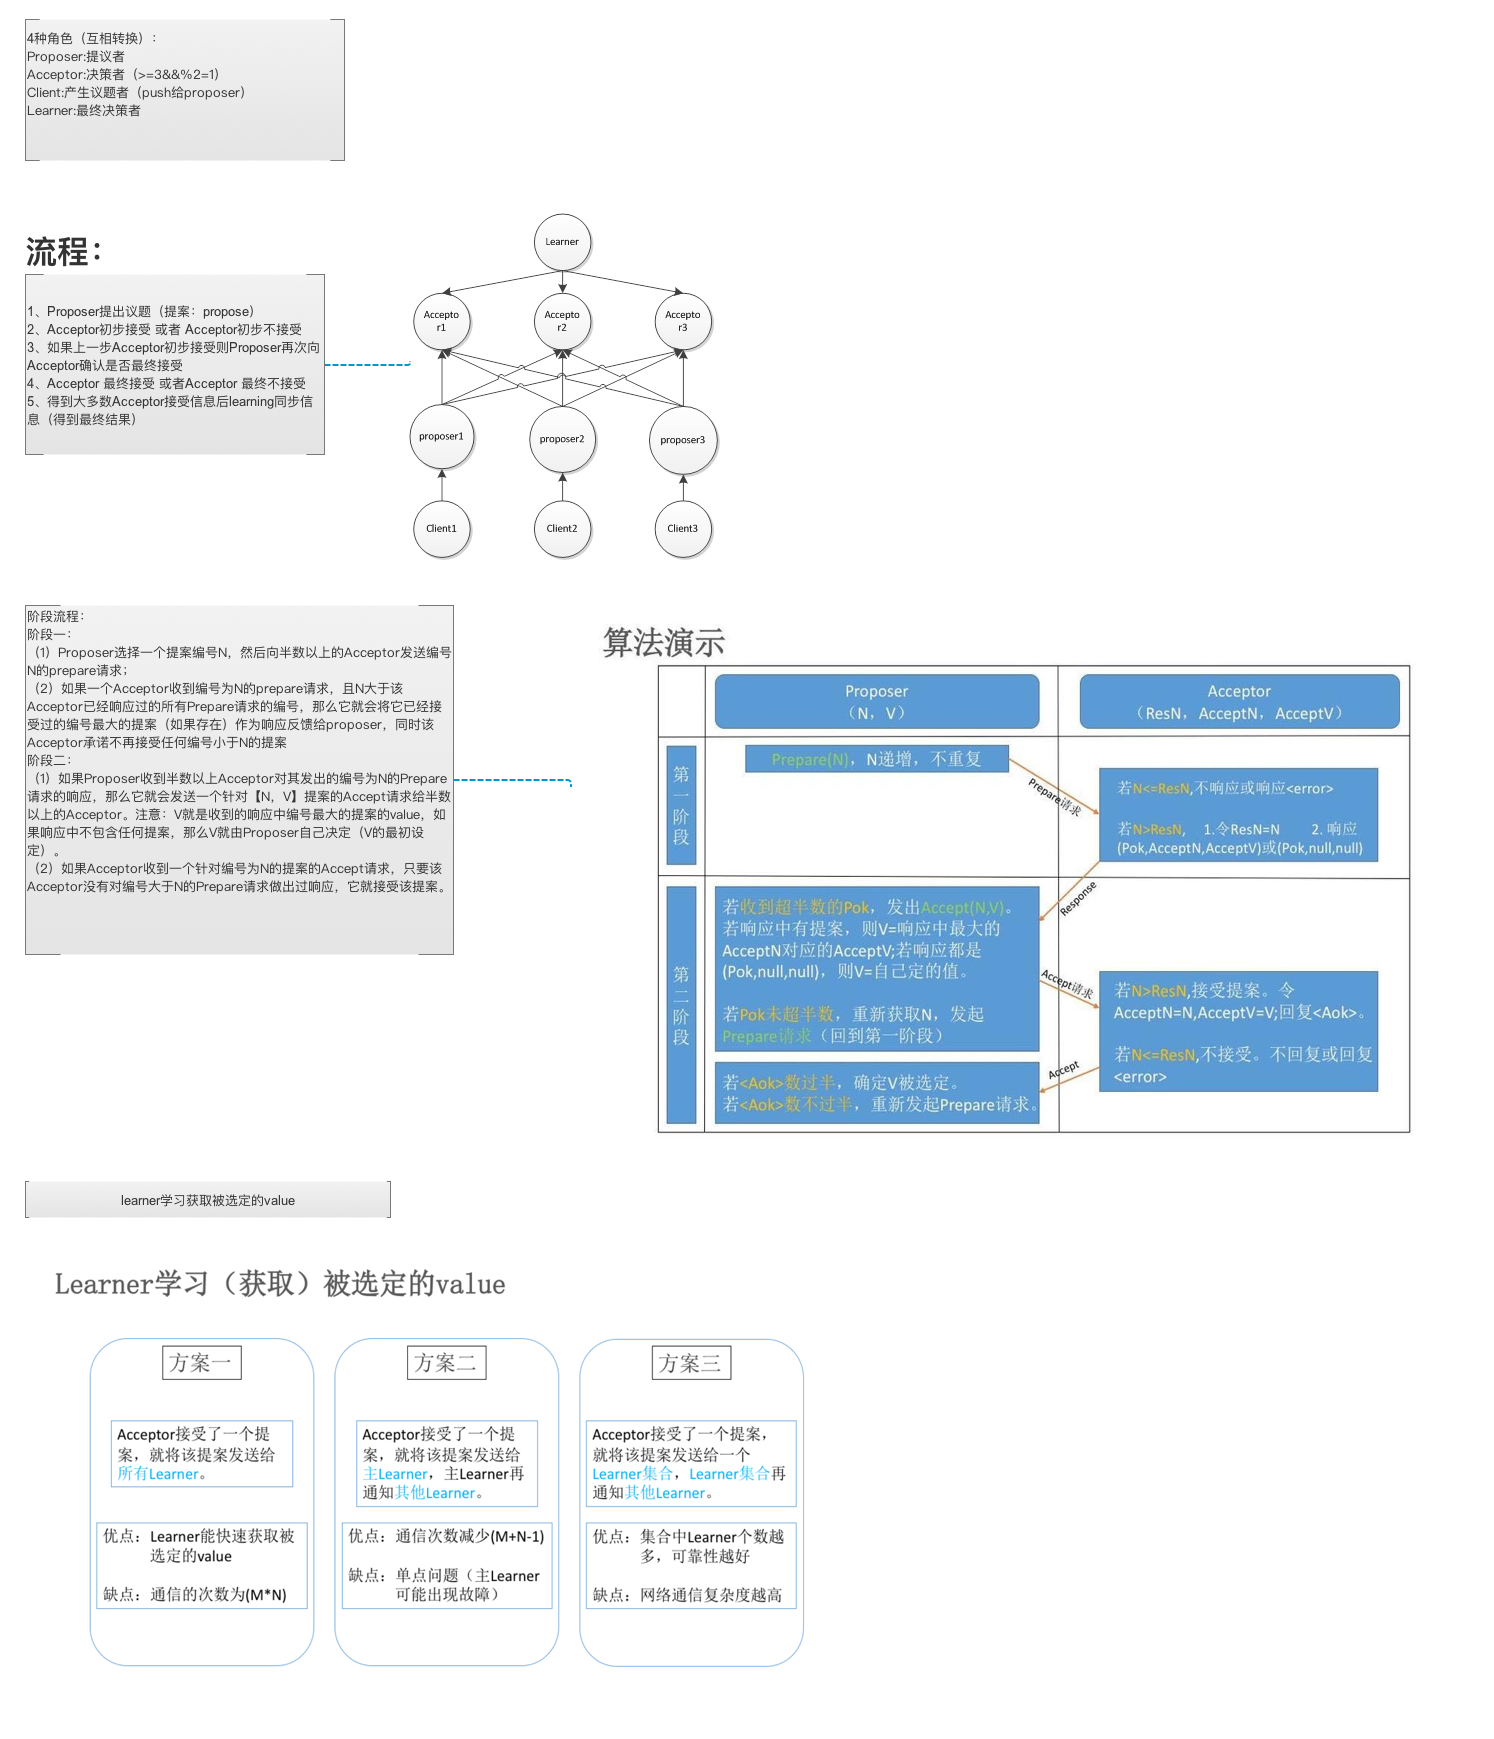 4种角色（互相转换）：
Proposer:提议者
Acceptor:决策者（>=3&&%2=1）
Client:产生议题者（push给proposer）
Learner:最终决策者
流程：
1、Proposer提出议题（提案：propose）
2、Acceptor初步接受 或者 Acceptor初步不接受
3、如果上一步Acceptor初步接受则Proposer再次向
Acceptor确认是否最终接受
4、Acceptor 最终接受 或者Acceptor 最终不接受
5、得到大多数Acceptor接受信息后learning同步信
息（得到最终结果）
Learner
Accepto
r1
Accepto
r2
Accepto
r3
proposer1
proposer2
proposer3
Client1
Client2
Client3
阶段流程：
阶段一：
（1）Proposer选择一个提案编号N，然后向半数以上的Acceptor发送编号
N的prepare请求；
（2）如果一个Acceptor收到编号为N的prepare请求，且N大于该
Acceptor已经响应过的所有Prepare请求的编号，那么它就会将它已经接
受过的编号最大的提案（如果存在）作为响应反馈给proposer，同时该
Acceptor承诺不再接受任何编号小于N的提案
阶段二：
（1）如果Proposer收到半数以上Acceptor对其发出的编号为N的Prepare
请求的响应，那么它就会发送一个针对【N，V】提案的Accept请求给半数
以上的Acceptor。注意：V就是收到的响应中编号最大的提案的value，如
果响应中不包含任何提案，那么V就由Proposer自己决定（V的最初设
定）。
（2）如果Acceptor收到一个针对编号为N的提案的Accept请求，只要该
Acceptor没有对编号大于N的Prepare请求做出过响应，它就接受该提案。
算法演示
Proposer
（N，V）
Acceptor
（ResN，AcceptN，AcceptV）
第一阶段
Prepare(N)，N递增，不重复
Prepare请求
若N<=ResN,不响应或响应<error>
若N>ResN, 1.令ResN=N 2. 响应
(Pok,AcceptN,AcceptV)或(Pok,null,null)
Response
第二阶段
若收到超半数的Pok，发出Accept(N,V)。
若响应中有提案，则V=响应中最大的
AcceptN对应的AcceptV;若响应都是
(Pok,null,null)，则V=自己定的值。
若Pok未超半数，重新获取N，发起
Prepare请求（回到第一阶段）
Accept请求
若N>ResN,接受提案。令
AcceptN=N,AcceptV=V;回复<Aok>。
若N<=ResN,不接受。不回复或回复
<error>
Accept
若<Aok>数过半，确定V被选定。
若<Aok>数不过半，重新发起Prepare请求。
learner学习获取被选定的value
Learner学习（获取）被选定的value
方案一
Acceptor接受了一个提
案，就将该提案发送给
所有Learner。
优点：Learner能快速获取被
选定的value
缺点：通信的次数为(M*N)
方案二
Acceptor接受了一个提
案，就将该提案发送给
主Learner，主Learner再
通知其他Learner。
优点：通信次数减少(M+N-1)
缺点：单点问题（主Learner
可能出现故障）
方案三
Acceptor接受了一个提案，
就将该提案发送给一个
Learner集合，Learner集合再
通知其他Learner。
优点：集合中Learner个数越
多，可靠性越好
缺点：网络通信复杂度越高